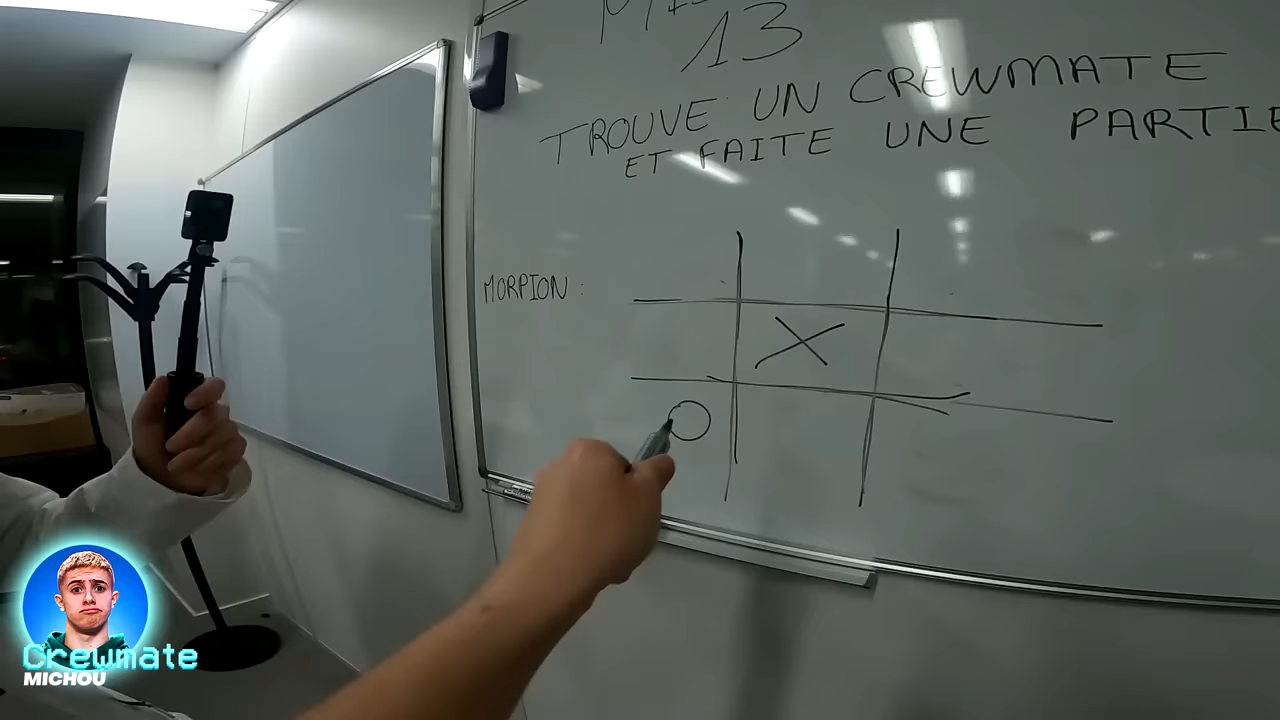 13
TROUVE UN CREWMATE
ET FAITE UNE PARTIE
MORPION :
X
O
Crewmate
MICHOU